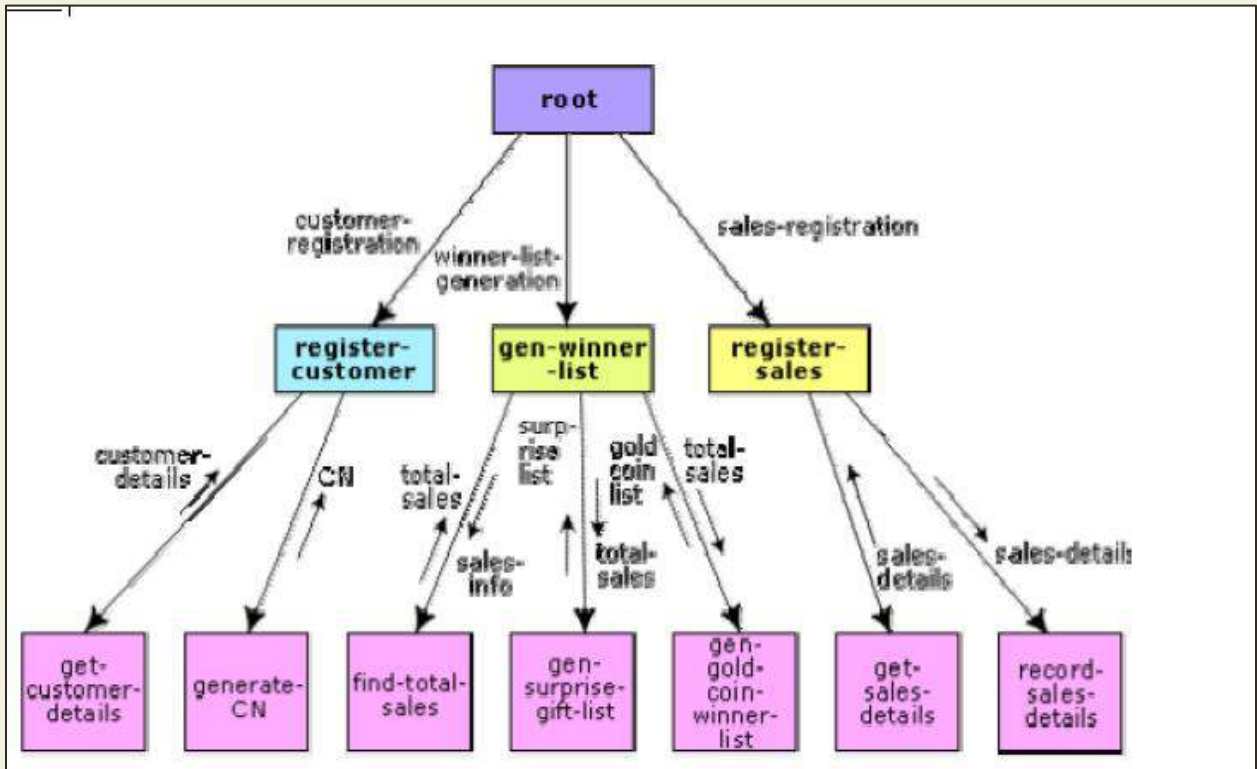 root
customer-
registration
winner-list-
generation
sales-registration
register-
customer
gen-winner
-list
register-
sales
customer-
details
CN
total-
sales
sales-
info
surp-
rise
list
total-
sales
gold
coin
list
total-
sales
sales-
details
sales-details
get-
customer-
details
generate-
CN
find-total-
sales
gen-
surprise-
gift-list
gen-
gold-
coin-
winner-
list
get-
sales-
details
record-
sales-
details